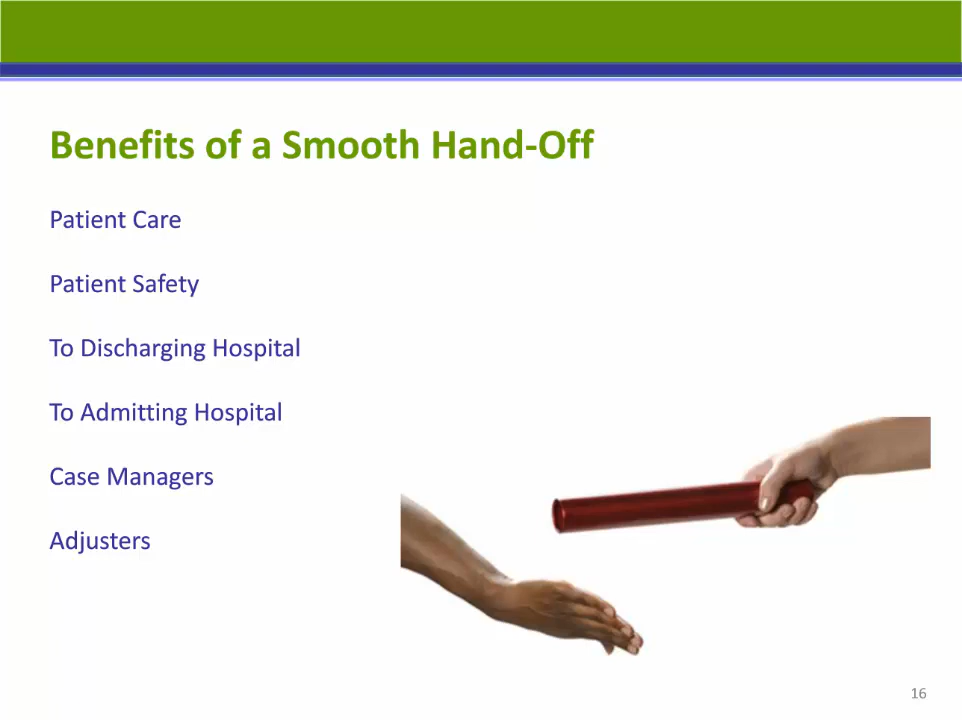 Benefits of a Smooth Hand-Off
Patient Care
Patient Safety
To Discharging Hospital
To Admitting Hospital
Case Managers
Adjusters
16